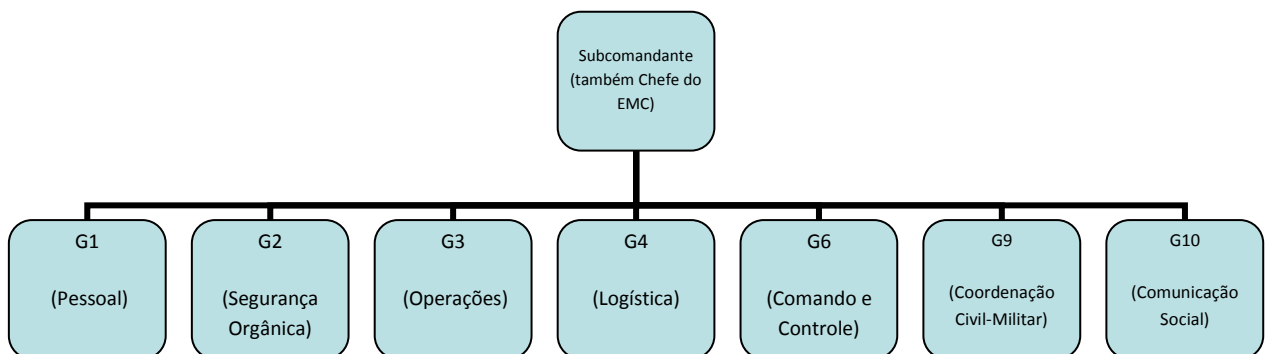 Subcomandante
(também Chefe do
EMC)
G1
(Pessoal)
G2
(Segurança
Orgânica)
G3
(Operações)
G4
(Logística)
G6
(Comando e
Controle)
G9
(Coordenação
Civil-Militar)
G10
(Comunicação
Social)